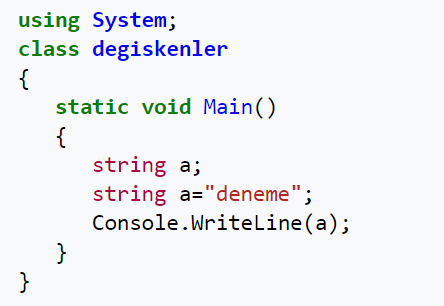 using System;
class degiskenler
{
   static void Main()
   {
      string a;
      string a="deneme";
      Console.WriteLine(a);
   }
}